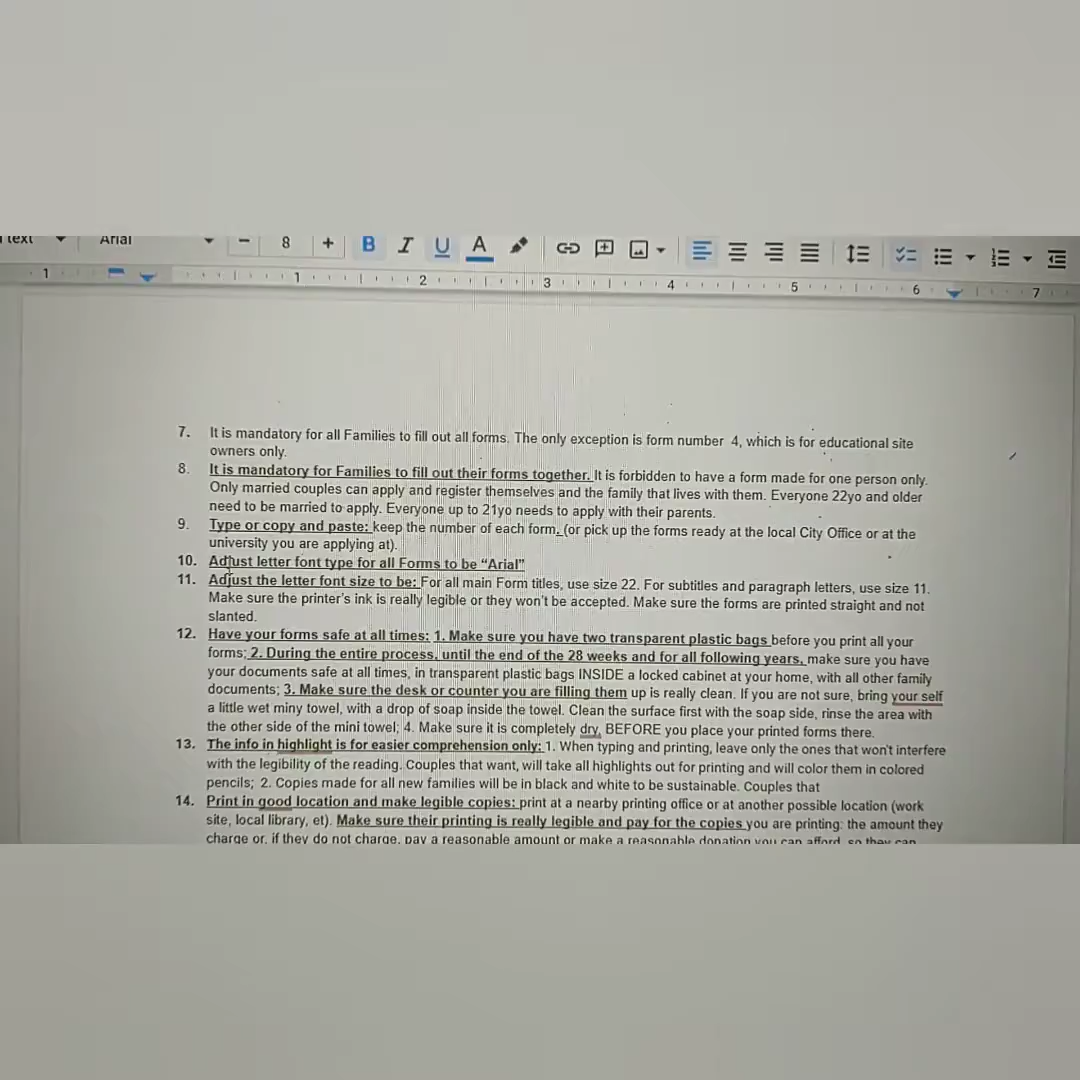 text Arial 8 B I U A
1 1 2 3 4 5 6 7
7. It is mandatory for all Families to fill out all forms. The only exception is form number 4, which is for educational site
owners only.
8. It is mandatory for Families to fill out their forms together. It is forbidden to have a form made for one person only.
Only married couples can apply and register themselves and the family that lives with them. Everyone 22yo and older
need to be married to apply. Everyone up to 21yo needs to apply with their parents.
9. Type or copy and paste: keep the number of each form. (or pick up the forms ready at the local City Office or at the
university you are applying at).
10. Adjust letter font type for all Forms to be “Arial”
11. Adjust the letter font size to be: For all main Form titles, use size 22. For subtitles and paragraph letters, use size 11.
Make sure the printer's ink is really legible or they won't be accepted. Make sure the forms are printed straight and not
slanted.
12. Have your forms safe at all times: 1. Make sure you have two transparent plastic bags before you print all your
forms; 2. During the entire process, until the end of the 28 weeks and for all following years, make sure you have
your documents safe at all times, in transparent plastic bags INSIDE a locked cabinet at your home, with all other family
documents; 3. Make sure the desk or counter you are filling them up is really clean. If you are not sure, bring your self
a little wet miny towel, with a drop of soap inside the towel. Clean the surface first with the soap side, rinse the area with
the other side of the mini towel; 4. Make sure it is completely dry, BEFORE you place your printed forms there.
13. The info in highlight is for easier comprehension only: 1. When typing and printing, leave only the ones that won't interfere
with the legibility of the reading. Couples that want, will take all highlights out for printing and will color them in colored
pencils; 2. Copies made for all new families will be in black and white to be sustainable. Couples that
14. Print in good location and make legible copies: print at a nearby printing office or at another possible location (work
site, local library, et). Make sure their printing is really legible and pay for the copies you are printing: the amount they
charge or, if they do not charge, pay a reasonable amount or make a reasonable donation you can afford, so they can